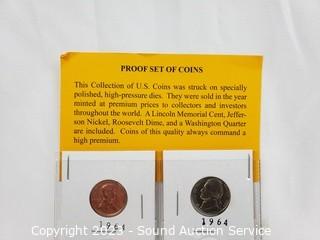 PROOF SET OF COINS
This Collection of U.S. Coins was struck on specially
polished, high-pressure dies. They were sold in the year
minted at premium prices to collectors and investors
throughout the world. A Lincoln Memorial Cent, Jeffer-
son Nickel, Roosevelt Dime, and a Washington Quarter
are included. Coins of this quality always command a
high premium.
1961
1964
Copyright 2023 - Sound Auction Service